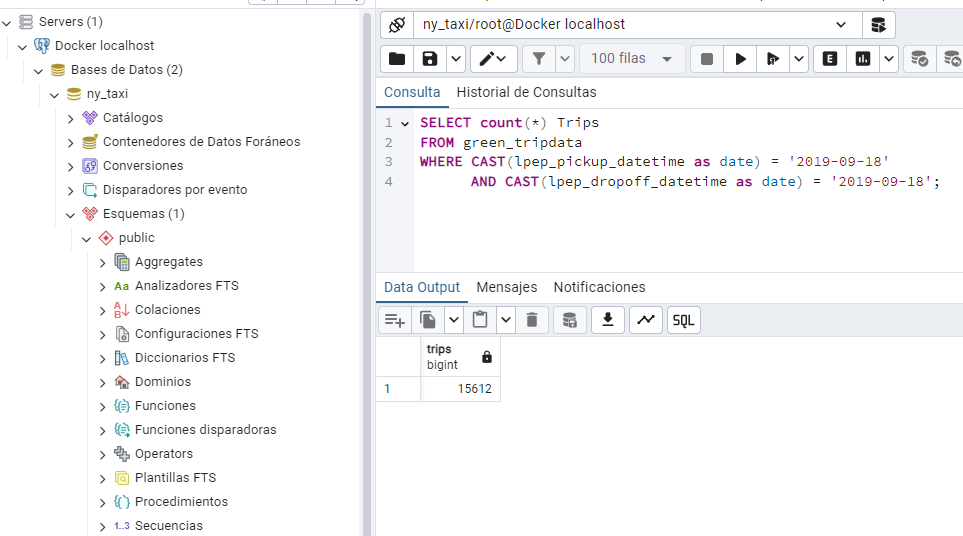 Servers (1)
Docker localhost
Bases de Datos (2)
ny_taxi
Catálogos
Contenedores de Datos Foráneos
Conversiones
Disparadores por evento
Esquemas (1)
public
Aggregates
Aa Analizadores FTS
Colaciones
Configuraciones FTS
Diccionarios FTS
Dominios
Funciones
Funciones disparadoras
Operators
Plantillas FTS
Procedimientos
1..3 Secuencias
ny_taxi/root@Docker localhost
100 filas
E
Consulta Historial de Consultas
1 SELECT count(*) Trips
2 FROM green_tripdata
3 WHERE CAST(lpep_pickup_datetime as date) = '2019-09-18'
4 AND CAST(lpep_dropoff_datetime as date) = '2019-09-18';
Data Output Mensajes Notificaciones
SQL
trips
bigint
1 15612